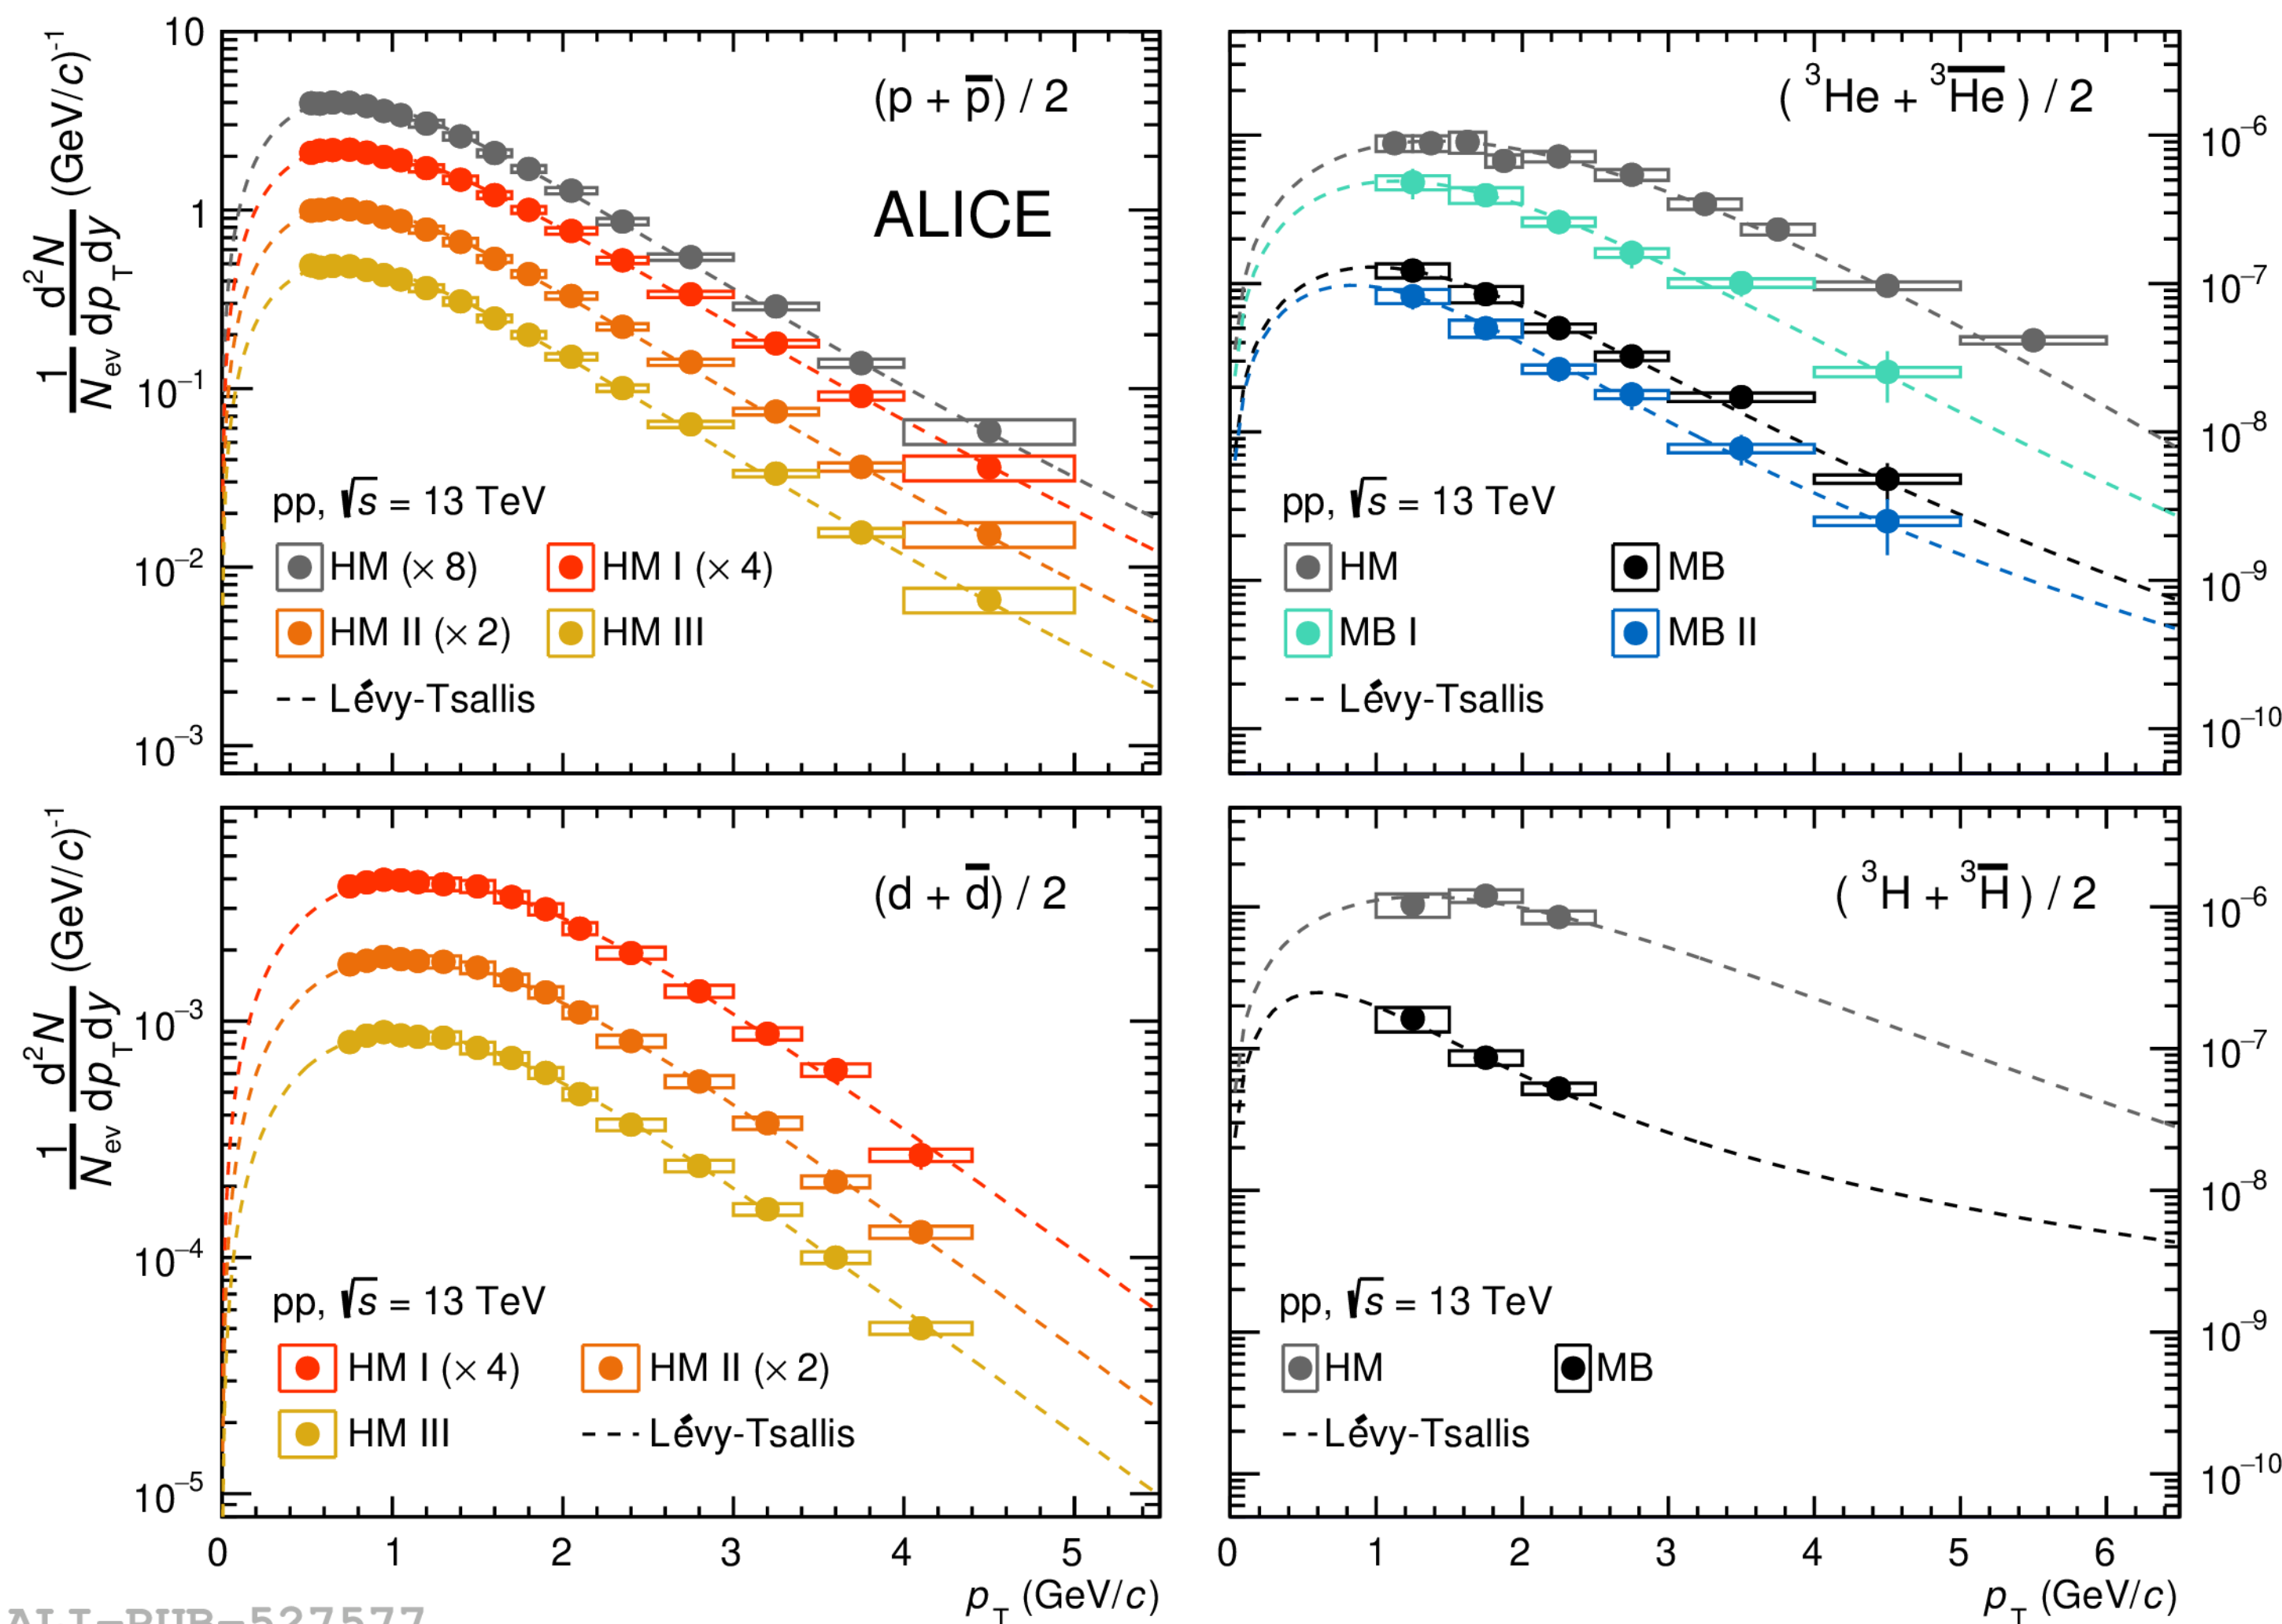 10
1
10⁻¹
10⁻²
10⁻³
1/N_ev d²N/dp_T dy (GeV/c)⁻¹
(p + p̅) / 2
ALICE
pp, √s = 13 TeV
HM (× 8) HM I (× 4)
HM II (× 2) HM III
Lévy-Tsallis
(³He + ³H̅e̅) / 2
pp, √s = 13 TeV
HM MB
MB I MB II
Lévy-Tsallis
10⁻⁶
10⁻⁷
10⁻⁸
10⁻⁹
10⁻¹⁰
1/N_ev d²N/dp_T dy (GeV/c)⁻¹
10⁻³
10⁻⁴
10⁻⁵
(d + d̅) / 2
pp, √s = 13 TeV
HM I (× 4) HM II (× 2)
HM III Lévy-Tsallis
0 1 2 3 4 5
p_T (GeV/c)
(³H + ³H̅) / 2
pp, √s = 13 TeV
HM MB
Lévy-Tsallis
10⁻⁶
10⁻⁷
10⁻⁸
10⁻⁹
10⁻¹⁰
0 1 2 3 4 5 6
p_T (GeV/c)
ALI-PUB-527577